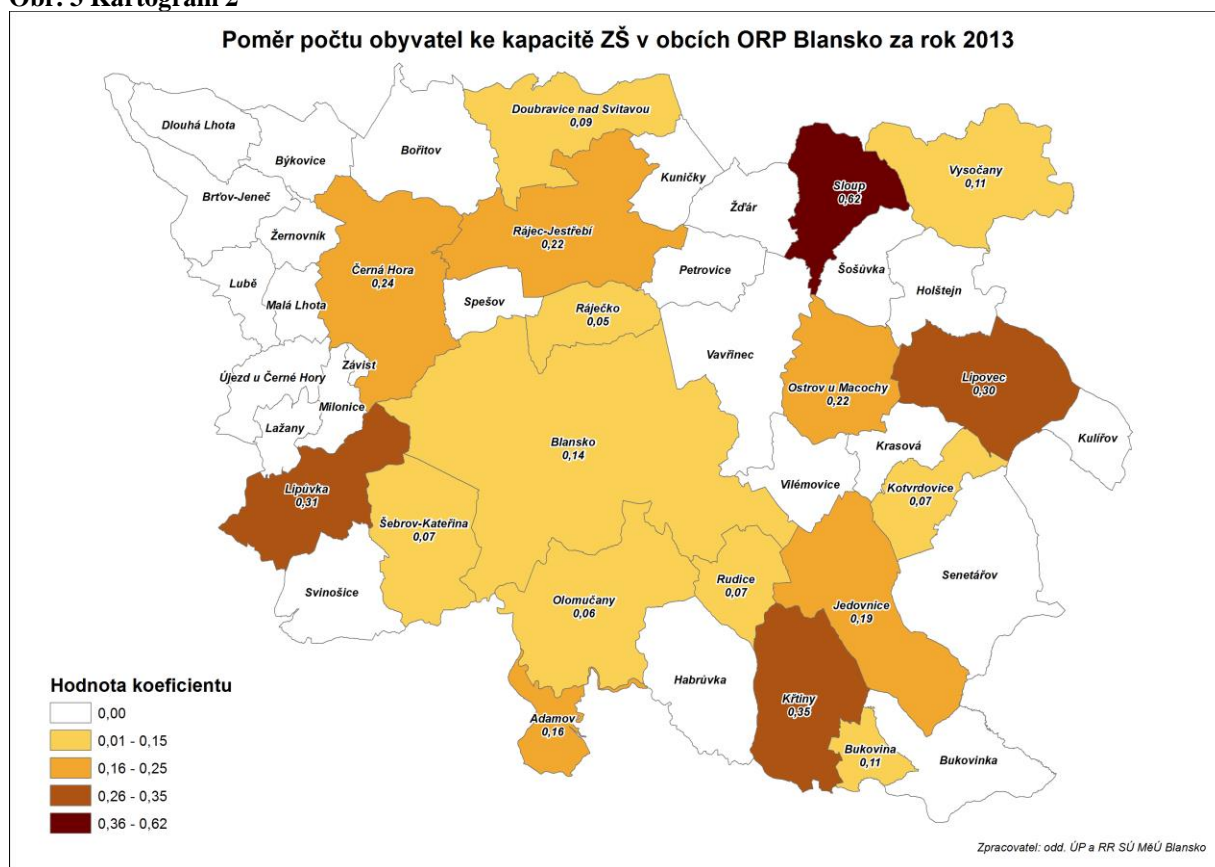 Obr. 5 Kartogram 2
Poměr počtu obyvatel ke kapacitě ZŠ v obcích ORP Blansko za rok 2013
Doubravice nad Svitavou
0,09
Dlouhá Lhota
Býkovice
Bořitov
Kuničky
Sloup
0,62
Vysočany
0,11
Brťov-Jeneč
Žďár
Žernovník
Rájec-Jestřebí
0,22
Černá Hora
0,24
Petrovice
Šošůvka
Holštejn
Lubě
Malá Lhota
Spešov
Ráječko
0,05
Vavřinec
Závist
Újezd u Černé Hory
Ostrov u Macochy
0,22
Lipovec
0,30
Milonice
Lažany
Blansko
0,14
Krasová
Kulířov
Vilémovice
Kotvrdovice
0,07
Lipůvka
0,31
Šebrov-Kateřina
0,07
Senetářov
Svinošice
Olomučany
0,06
Rudice
0,07
Jedovnice
0,19
Habrůvka
Křtiny
0,35
Adamov
0,16
Bukovina
0,11
Bukovinka
Hodnota koeficientu
0,00
0,01 - 0,15
0,16 - 0,25
0,26 - 0,35
0,36 - 0,62
Zpracovatel: odd. ÚP a RR SÚ MěÚ Blansko